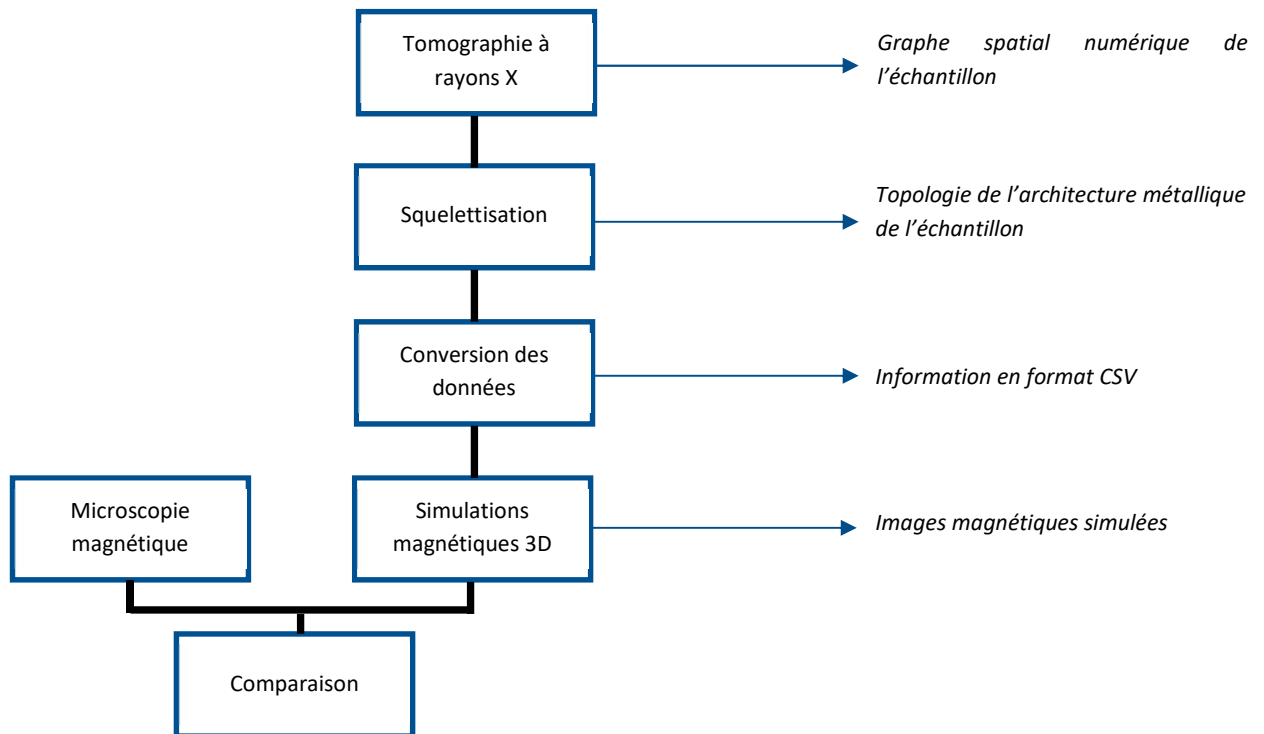 Tomographie à
rayons X
Graphe spatial numérique de
l'échantillon
Squelettisation
Topologie de l'architecture métallique
de l'échantillon
Conversion des
données
Information en format CSV
Microscopie
magnétique
Simulations
magnétiques 3D
Images magnétiques simulées
Comparaison